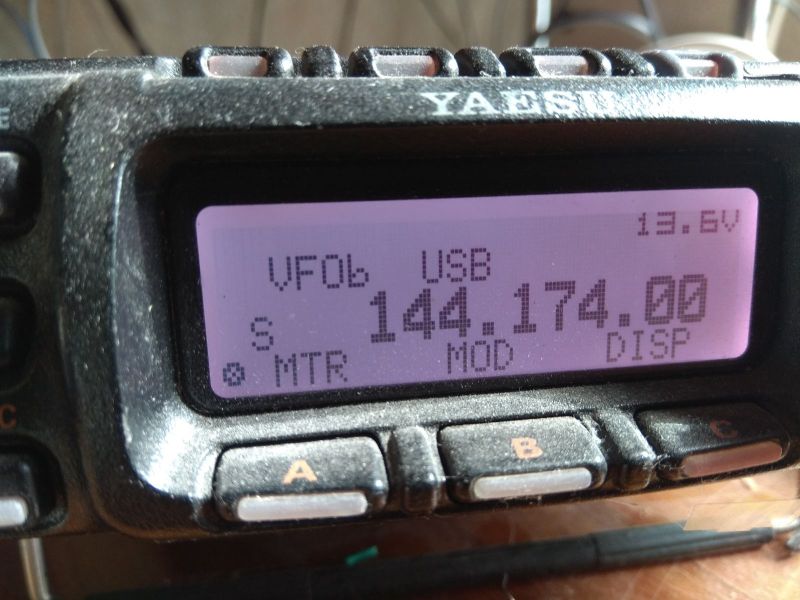 YAESU
13.6V
VFOb USB
144.174.00
S
MTR MOD DISP
A B C
E
C